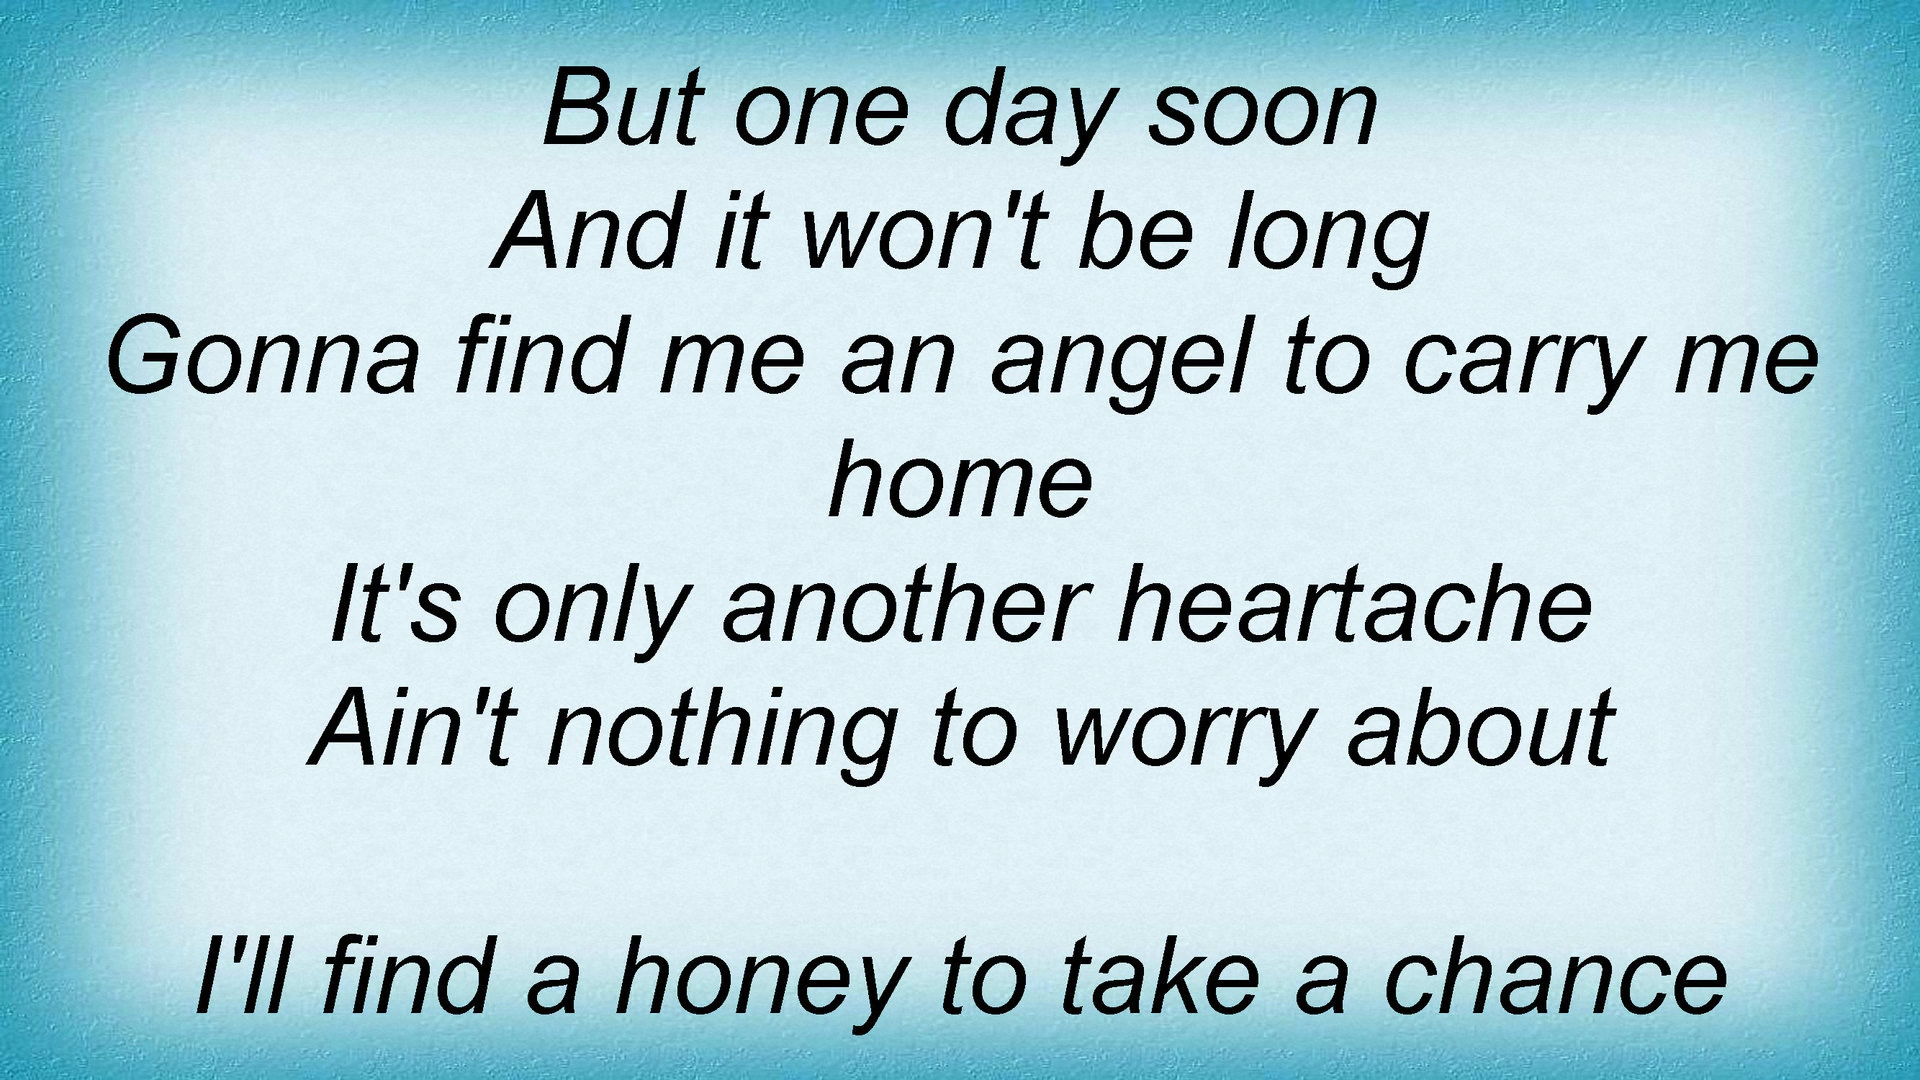 But one day soon
And it won't be long
Gonna find me an angel to carry me
home
It's only another heartache
Ain't nothing to worry about
I'll find a honey to take a chance